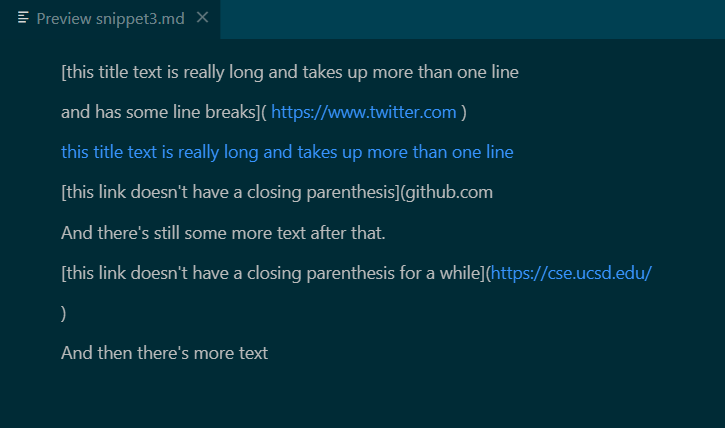 Preview snippet3.md
[this title text is really long and takes up more than one line
and has some line breaks]( https://www.twitter.com )
this title text is really long and takes up more than one line
[this link doesn't have a closing parenthesis](github.com
And there's still some more text after that.
[this link doesn't have a closing parenthesis for a while](https://cse.ucsd.edu/
)
And then there's more text